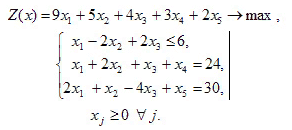 Z(x)=9x₁+5x₂+4x₃+3x₄+2x₅→max ,
x₁−2x₂+2x₃ ≤6,
x₁+2x₂ +x₃+x₄ =24,
2x₁ +x₂−4x₃+x₅ =30,
xⱼ ≥0 ∀ j.